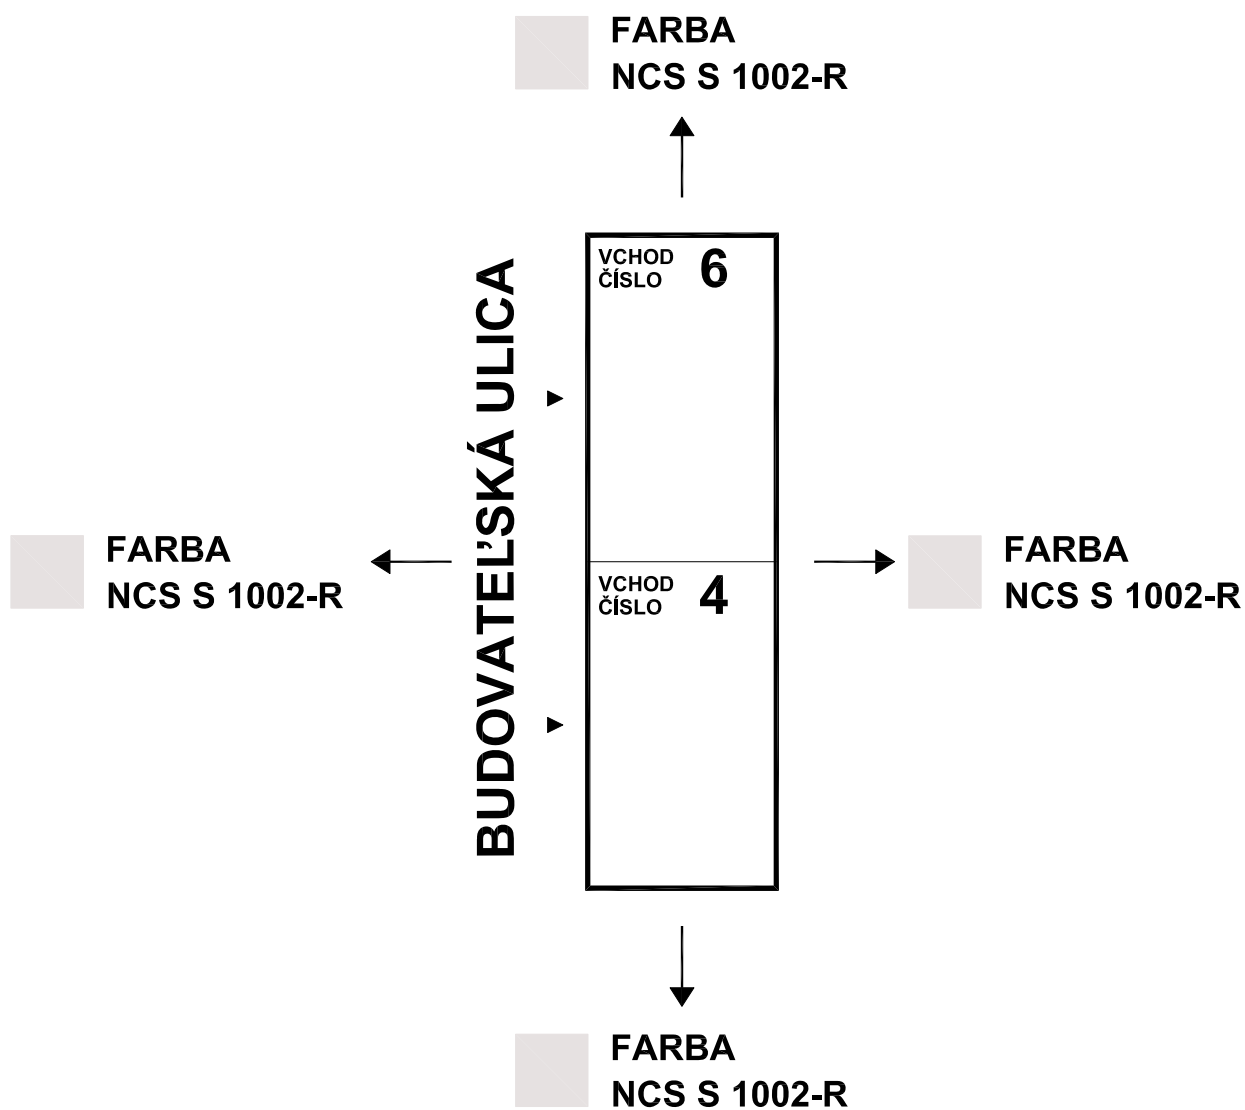 FARBA
NCS S 1002-R
VCHOD
ČÍSLO 6
BUDOVATEĽSKÁ ULICA
FARBA
NCS S 1002-R
VCHOD
ČÍSLO 4
FARBA
NCS S 1002-R
FARBA
NCS S 1002-R